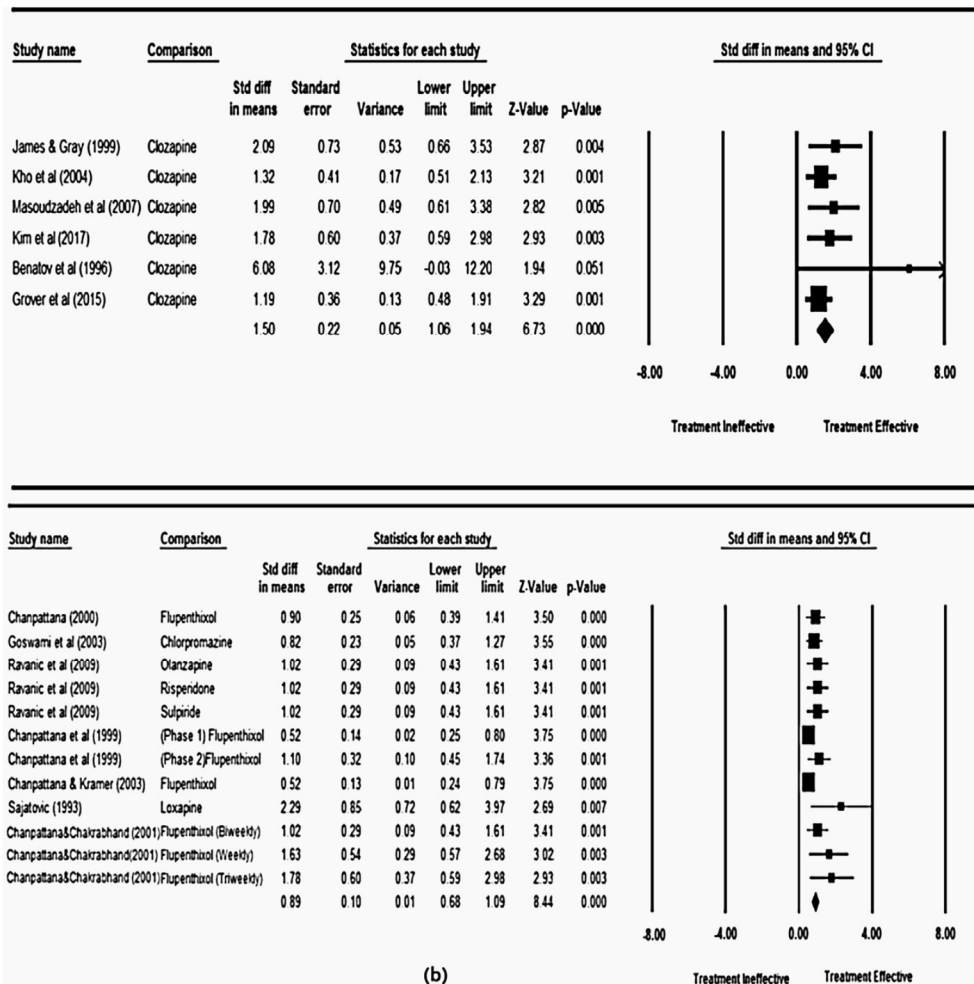 Study name Comparison Statistics for each study Std diff in means and 95% CI
Std diff Standard Lower Upper
in means error Variance limit limit Z-Value p-Value
James & Gray (1999) Clozapine 2.09 0.73 0.53 0.66 3.53 2.87 0.004
Kho et al (2004) Clozapine 1.32 0.41 0.17 0.51 2.13 3.21 0.001
Masoudzadeh et al (2007) Clozapine 1.99 0.70 0.49 0.61 3.38 2.82 0.005
Kim et al (2017) Clozapine 1.78 0.60 0.37 0.59 2.98 2.93 0.003
Benatov et al (1996) Clozapine 6.08 3.12 9.75 -0.03 12.20 1.94 0.051
Grover et al (2015) Clozapine 1.19 0.36 0.13 0.48 1.91 3.29 0.001
1.50 0.22 0.05 1.06 1.94 6.73 0.000
-8.00 -4.00 0.00 4.00 8.00
Treatment Ineffective Treatment Effective
Study name Comparison Statistics for each study Std diff in means and 95% CI
Std diff Standard Lower Upper
in means error Variance limit limit Z-Value p-Value
Chanpattana (2000) Flupenthixol 0.90 0.25 0.06 0.39 1.41 3.50 0.000
Goswami et al (2003) Chlorpromazine 0.82 0.23 0.05 0.37 1.27 3.55 0.000
Ravanic et al (2009) Olanzapine 1.02 0.29 0.09 0.43 1.61 3.41 0.001
Ravanic et al (2009) Risperidone 1.02 0.29 0.09 0.43 1.61 3.41 0.001
Ravanic et al (2009) Sulpiride 1.02 0.29 0.09 0.43 1.61 3.41 0.001
Chanpattana et al (1999) (Phase 1) Flupenthixol 0.52 0.14 0.02 0.25 0.80 3.75 0.000
Chanpattana et al (1999) (Phase 2)Flupenthixol 1.10 0.32 0.10 0.45 1.74 3.36 0.001
Chanpattana & Kramer (2003) Flupenthixol 0.52 0.13 0.01 0.24 0.79 3.75 0.000
Sajatovic (1993) Loxapine 2.29 0.85 0.72 0.62 3.97 2.69 0.007
Chanpattana&Chakrabhand (2001) Flupenthixol (Biweekly) 1.02 0.29 0.09 0.43 1.61 3.41 0.001
Chanpattana&Chakrabhand(2001) Flupenthixol (Weekly) 1.63 0.54 0.29 0.57 2.68 3.02 0.003
Chanpattana&Chakrabhand (2001) Flupenthixol (Triweekly) 1.78 0.60 0.37 0.59 2.98 2.93 0.003
0.89 0.10 0.01 0.68 1.09 8.44 0.000
-8.00 -4.00 0.00 4.00 8.00
Treatment Ineffective Treatment Effective
(b)